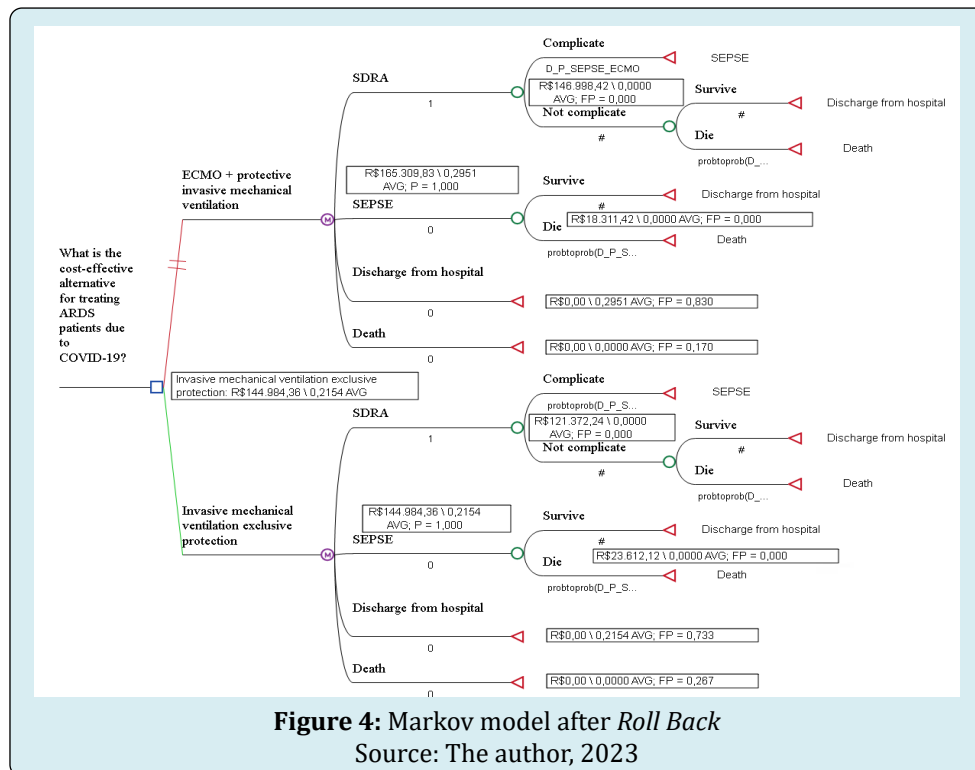 Complicate
SEPSE
D_P_SEPSE_ECMO
SDRA
R$146.998,42 \ 0,0000
AVG; FP = 0,000
1
Survive
Discharge from hospital
#
Not complicate
#
Die
Death
probtoprob(D_...
ECMO + protective
invasive mechanical
ventilation
R$165.309,83 \ 0,2951
AVG; P = 1,000
SEPSE
0
Survive
Discharge from hospital
#
Die
R$18.311,42 \ 0,0000 AVG; FP = 0,000
Death
probtoprob(D_P_S...
Discharge from hospital
0
R$0,00 \ 0,2951 AVG; FP = 0,830
Death
0
R$0,00 \ 0,0000 AVG; FP = 0,170
What is the
cost-effective
alternative
for treating
ARDS
patients due
to
COVID-19?
Invasive mechanical ventilation exclusive
protection: R$144.984,36 \ 0,2154 AVG
Complicate
SEPSE
probtoprob(D_P_S...
SDRA
R$121.372,24 \ 0,0000
AVG; FP = 0,000
1
Survive
Discharge from hospital
#
Not complicate
#
Die
Death
probtoprob(D_...
Invasive mechanical
ventilation exclusive
protection
R$144.984,36 \ 0,2154
AVG; P = 1,000
SEPSE
0
Survive
Discharge from hospital
#
Die
R$23.612,12 \ 0,0000 AVG; FP = 0,000
Death
probtoprob(D_P_S...
Discharge from hospital
0
R$0,00 \ 0,2154 AVG; FP = 0,733
Death
0
R$0,00 \ 0,0000 AVG; FP = 0,267
M
M
Figure 4: Markov model after Roll Back
Source: The author, 2023